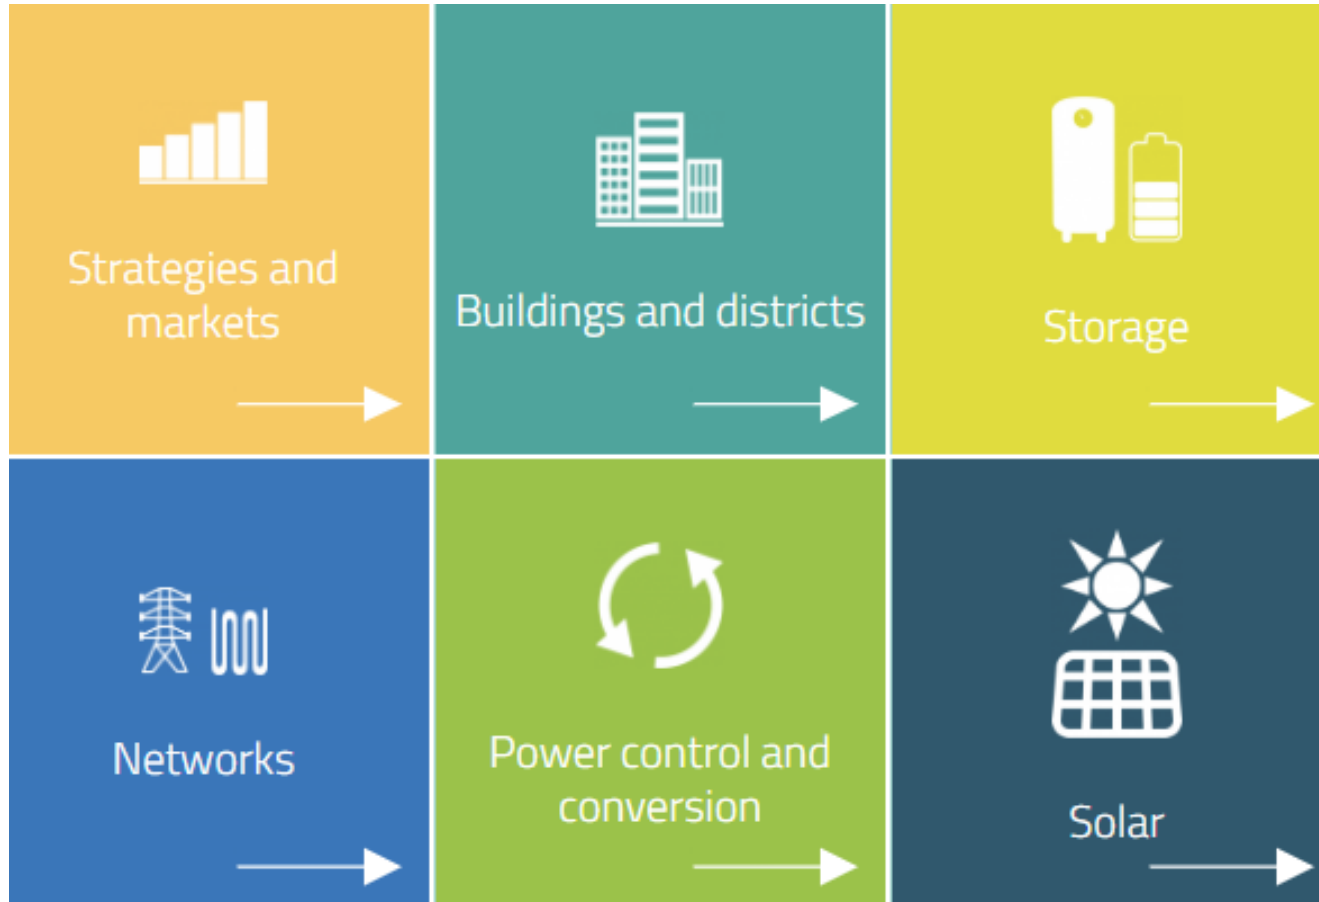 Strategies and
markets
Buildings and districts
Storage
Networks
Power control and
conversion
Solar